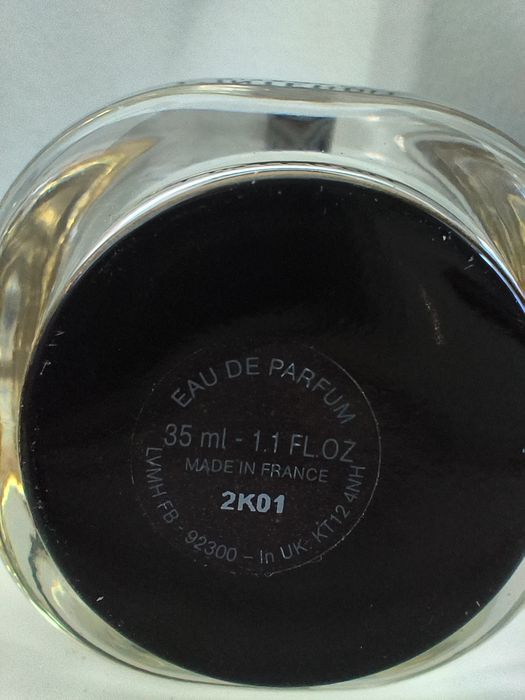 EAU DE PARFUM
35 ml - 1.1 FL.OZ
MADE IN FRANCE
2K01
LVMH FB - 92300 - In UK: KT12 4NH